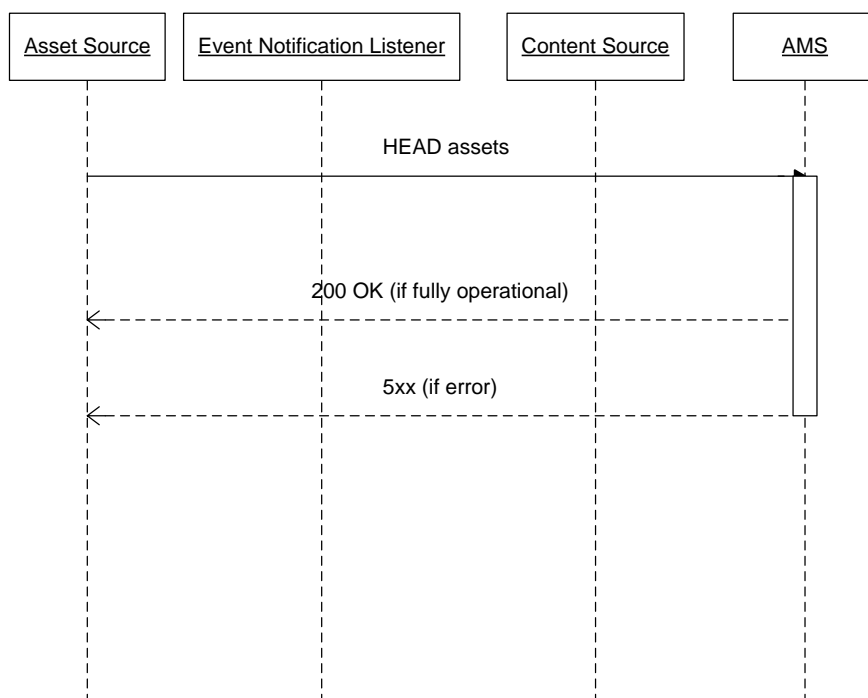 Asset Source
Event Notification Listener
Content Source
AMS
HEAD assets
200 OK (if fully operational)
5xx (if error)